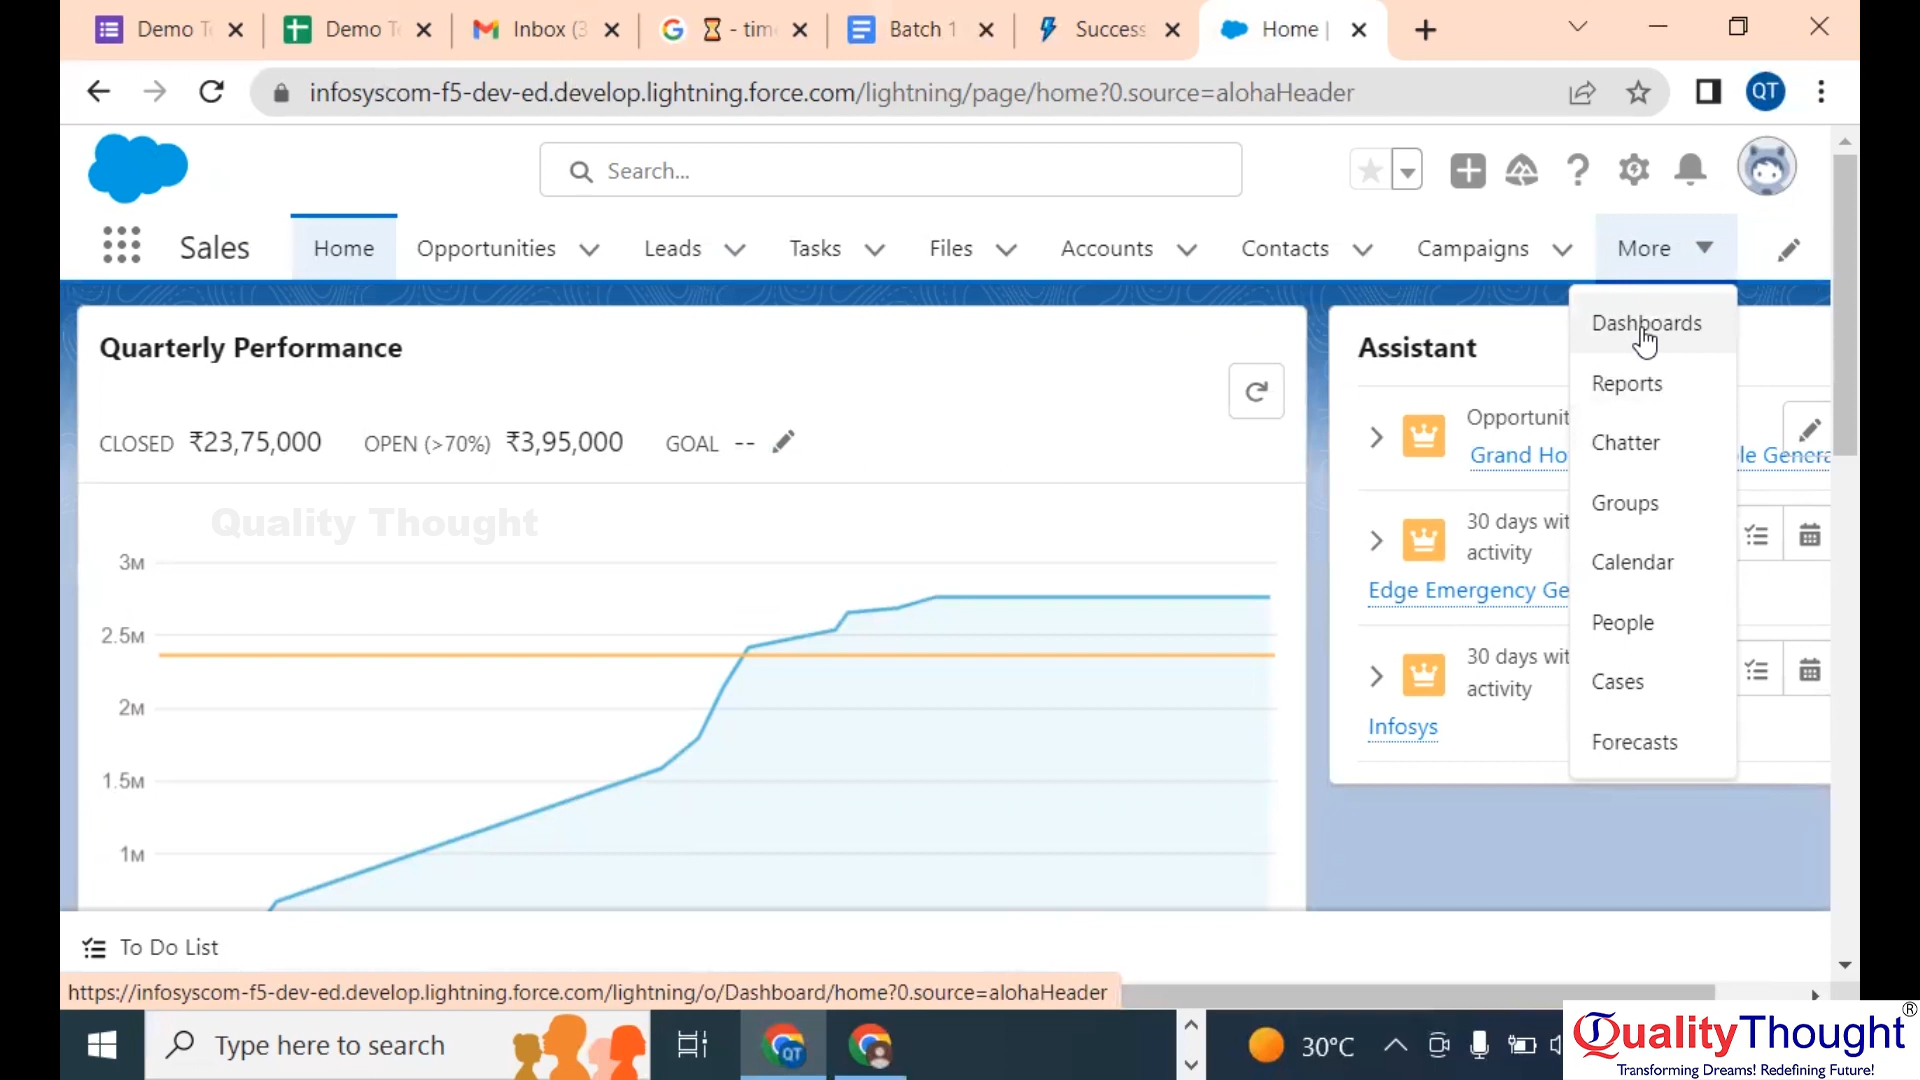 Demo T
Demo T
Inbox (3
- tim
Batch 1
Success
Home |
infosyscom-f5-dev-ed.develop.lightning.force.com/lightning/page/home?0.source=alohaHeader
QT
Search...
Sales
Home
Opportunities
Leads
Tasks
Files
Accounts
Contacts
Campaigns
More
Dashboards
Reports
Chatter
Groups
Calendar
People
Cases
Forecasts
Quarterly Performance
CLOSED ₹23,75,000 OPEN (>70%) ₹3,95,000 GOAL --
Quality Thought
3M
2.5M
2M
1.5M
1M
Assistant
Opportunit
Grand Ho
le Genera
30 days wit
activity
Edge Emergency Ge
30 days wit
activity
Infosys
To Do List
https://infosyscom-f5-dev-ed.develop.lightning.force.com/lightning/o/Dashboard/home?0.source=alohaHeader
Type here to search
QT
30°C
QualityThought®
Transforming Dreams! Redefining Future!